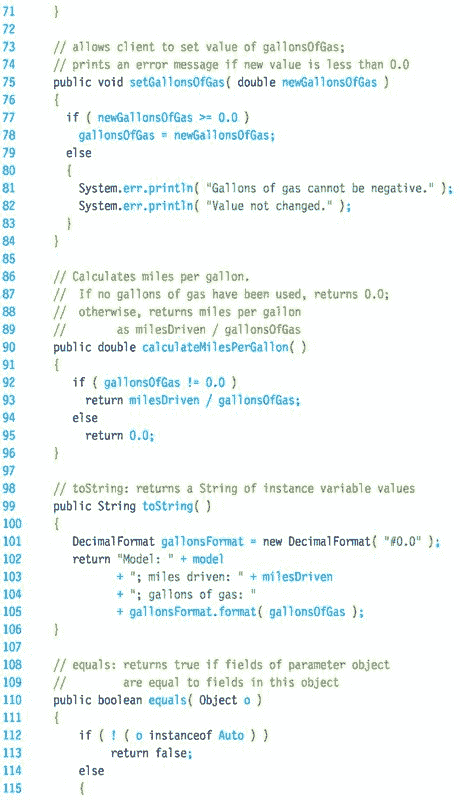 71 }
72
73 // allows client to set value of gallonsOfGas;
74 // prints an error message if new value is less than 0.0
75 public void setGallonsOfGas( double newGallonsOfGas )
76 {
77 if ( newGallonsOfGas >= 0.0 )
78 gallonsOfGas = newGallonsOfGas;
79 else
80 {
81 System.err.println( "Gallons of gas cannot be negative." );
82 System.err.println( "Value not changed." );
83 }
84 }
85
86 // Calculates miles per gallon.
87 // If no gallons of gas have been used, returns 0.0;
88 // otherwise, returns miles per gallon
89 // as milesDriven / gallonsOfGas
90 public double calculateMilesPerGallon( )
91 {
92 if ( gallonsOfGas != 0.0 )
93 return milesDriven / gallonsOfGas;
94 else
95 return 0.0;
96 }
97
98 // toString: returns a String of instance variable values
99 public String toString( )
100 {
101 DecimalFormat gallonsFormat = new DecimalFormat( "#0.0" );
102 return "Model: " + model
103 + "; miles driven: " + milesDriven
104 + "; gallons of gas: "
105 + gallonsFormat.format( gallonsOfGas );
106 }
107
108 // equals: returns true if fields of parameter object
109 // are equal to fields in this object
110 public boolean equals( Object o )
111 {
112 if ( ! ( o instanceof Auto ) )
113 return false;
114 else
115 {